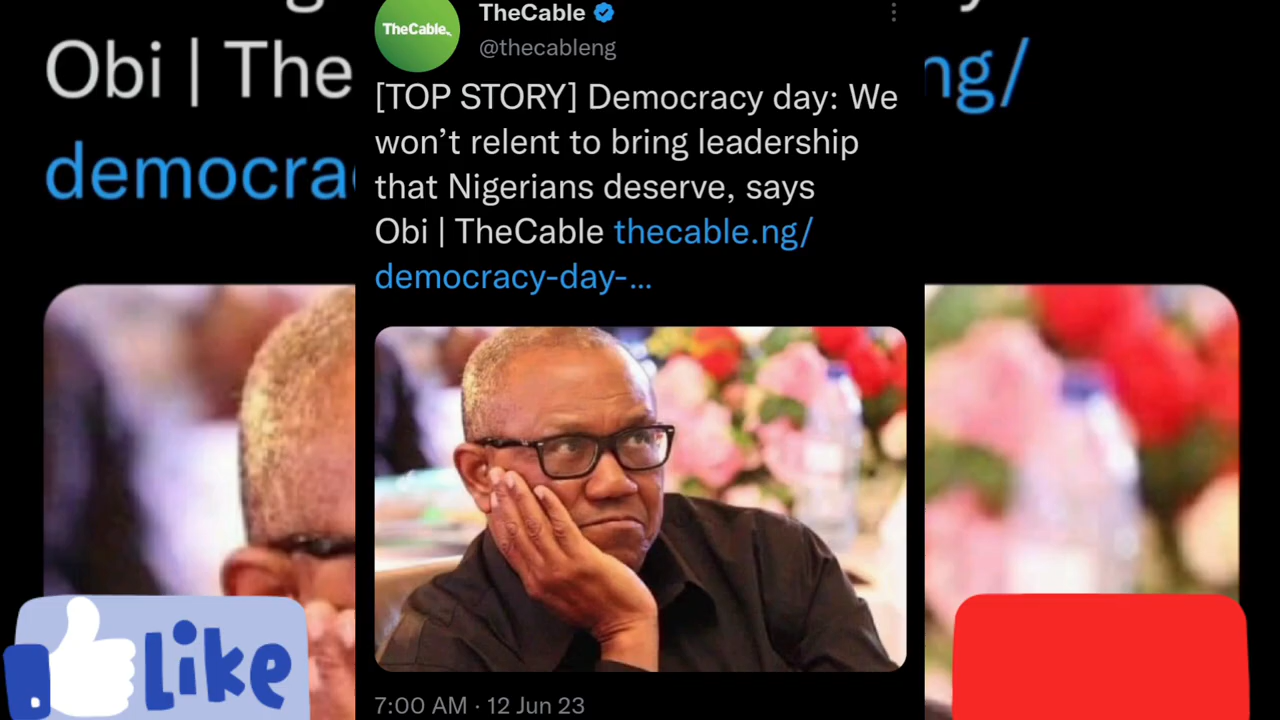 Obi | The
democra
ng/
TheCable
TheCable
@thecableng
[TOP STORY] Democracy day: We
won’t relent to bring leadership
that Nigerians deserve, says
Obi | TheCable thecable.ng/
democracy-day-...
7:00 AM · 12 Jun 23
Like